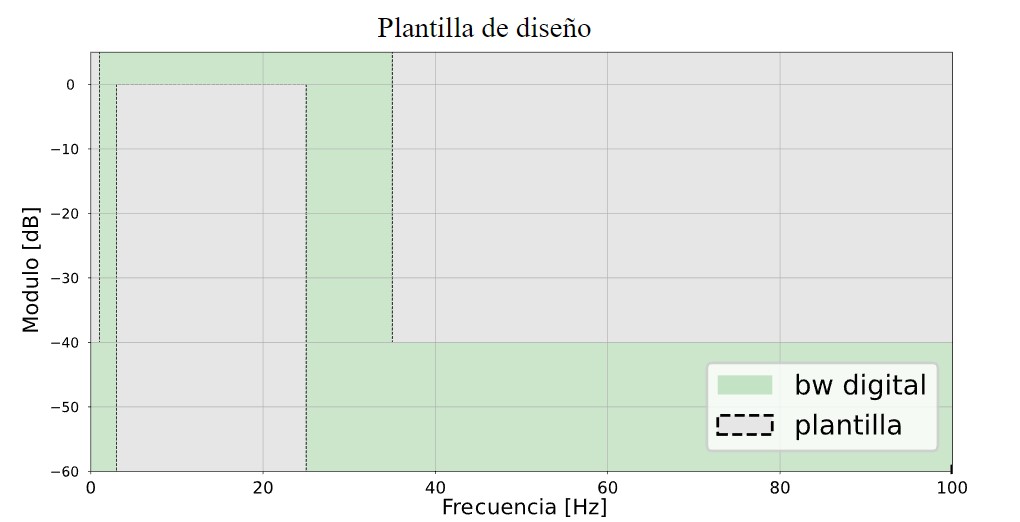 Plantilla de diseño
0
−10
−20
−30
−40
−50
−60
Modulo [dB]
0 20 40 60 80 100
Frecuencia [Hz]
bw digital
plantilla